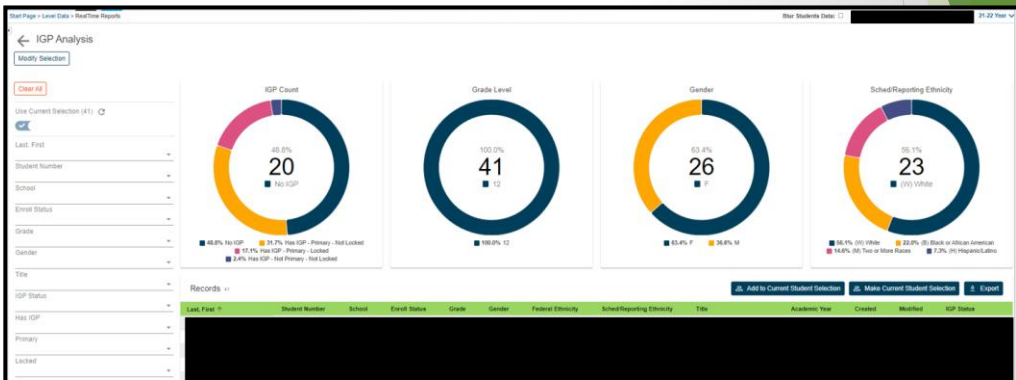 Start Page > Level Data > RealTime Reports
filter Students Data:
21-22 Year
IGP Analysis
Modify Selection
Clear All
Use Current Selection (41)
Last, First
Student Number
School
Enroll Status
Grade
Gender
Title
IGP Status
Has IGP
Primary
Locked
IGP Count
48.8%
20
No IGP
48.8% No IGP 31.7% Has IGP - Primary - Not Locked
17.1% Has IGP - Primary - Locked
2.4% Has IGP - Not Primary - Not Locked
Grade Level
100.0%
41
12
100.0% 12
Gender
63.4%
26
F
63.4% F 36.6% M
Sched/Reporting Ethnicity
56.1%
23
(W) White
56.1% (W) White 22.0% (B) Black or African American
14.6% (M) Two or More Races 7.3% (H) Hispanic/Latino
Records 41
Add to Current Student Selection Make Current Student Selection Export
Last, First Student Number School Enroll Status Grade Gender Federal Ethnicity Sched/Reporting Ethnicity Title Academic Year Created Modified IGP Status